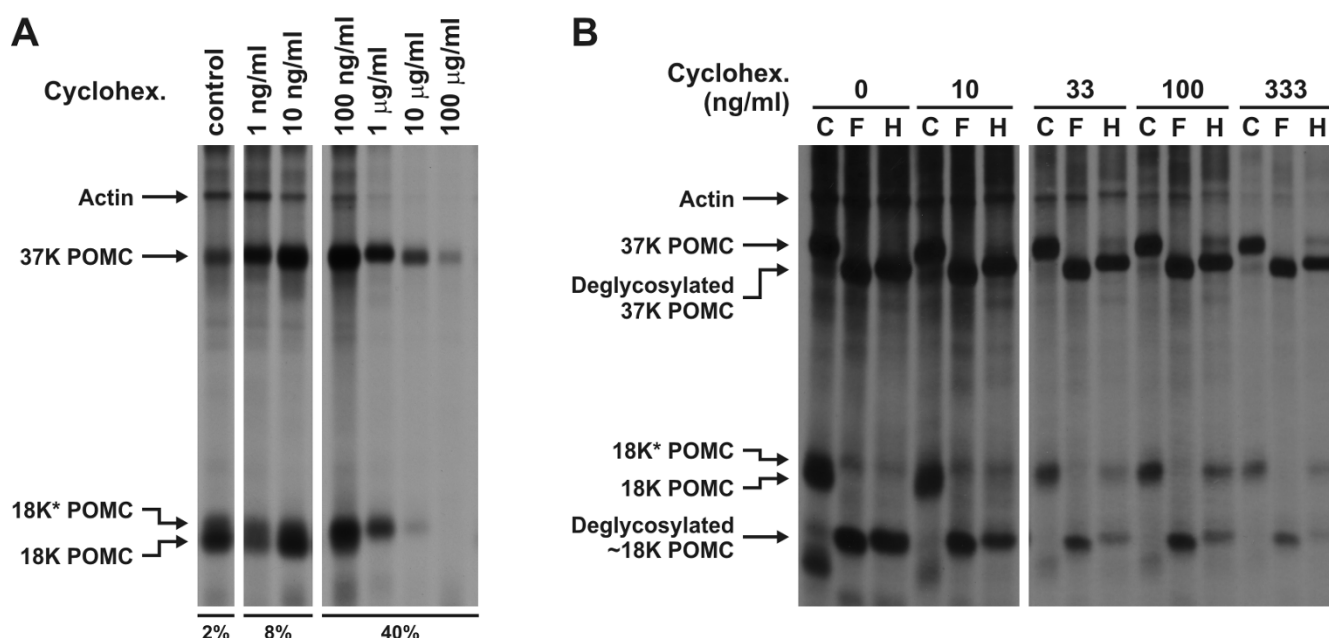 A
Cyclohex.
control
1 ng/ml
10 ng/ml
100 ng/ml
1 μg/ml
10 μg/ml
100 μg/ml
Actin
37K POMC
18K* POMC
18K POMC
2%
8%
40%
B
Cyclohex.
(ng/ml)
0 10 33 100 333
C F H C F H C F H C F H C F H
Actin
37K POMC
Deglycosylated
37K POMC
18K* POMC
18K POMC
Deglycosylated
~18K POMC